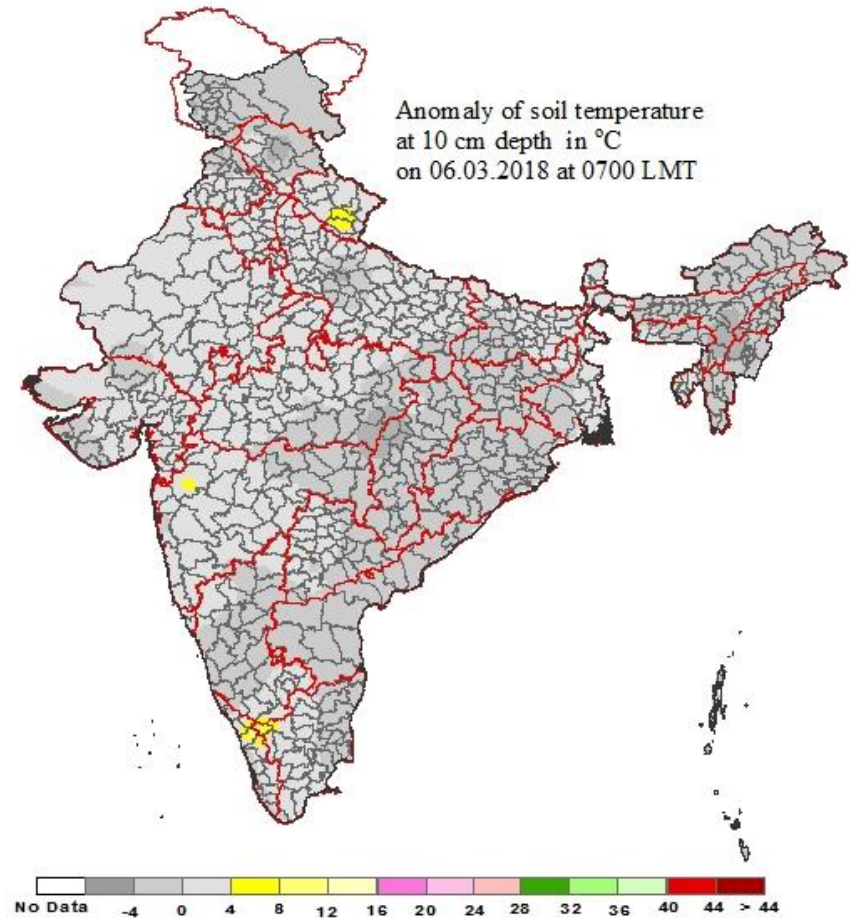 Anomaly of soil temperature
at 10 cm depth in °C
on 06.03.2018 at 0700 LMT
No Data -4 0 4 8 12 16 20 24 28 32 36 40 44 > 44